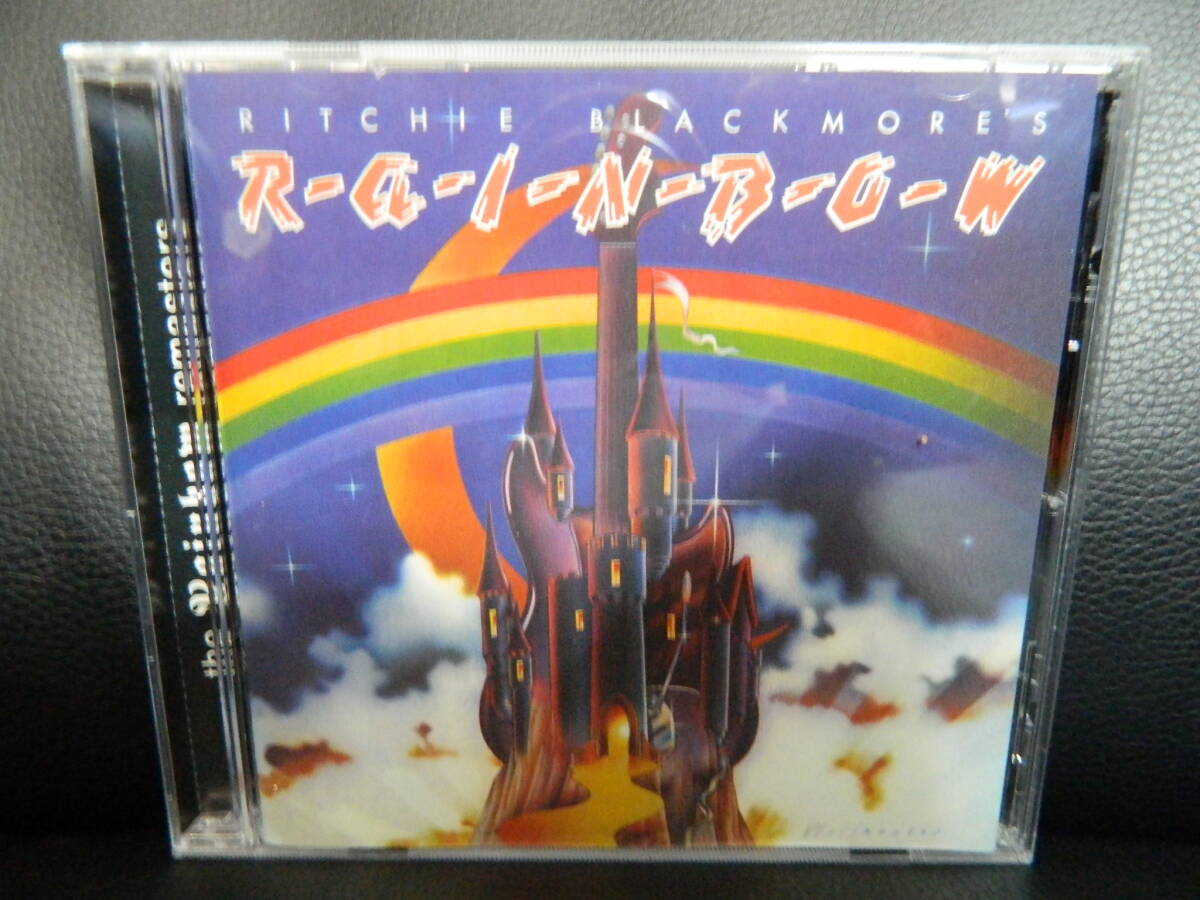 RITCHIE BLACKMORE'S
R-A-I-N-B-O-W
the Rainbow remasters